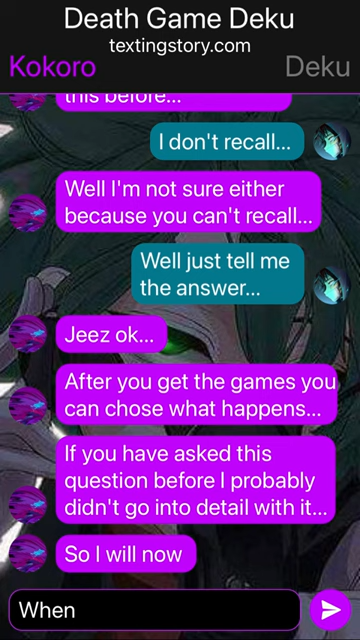 Death Game Deku
textingstory.com
Kokoro
Deku
this before...
I don't recall...
Well I'm not sure either
because you can't recall...
Well just tell me
the answer...
Jeez ok...
After you get the games you
can chose what happens...
If you have asked this
question before I probably
didn't go into detail with it...
So I will now
When